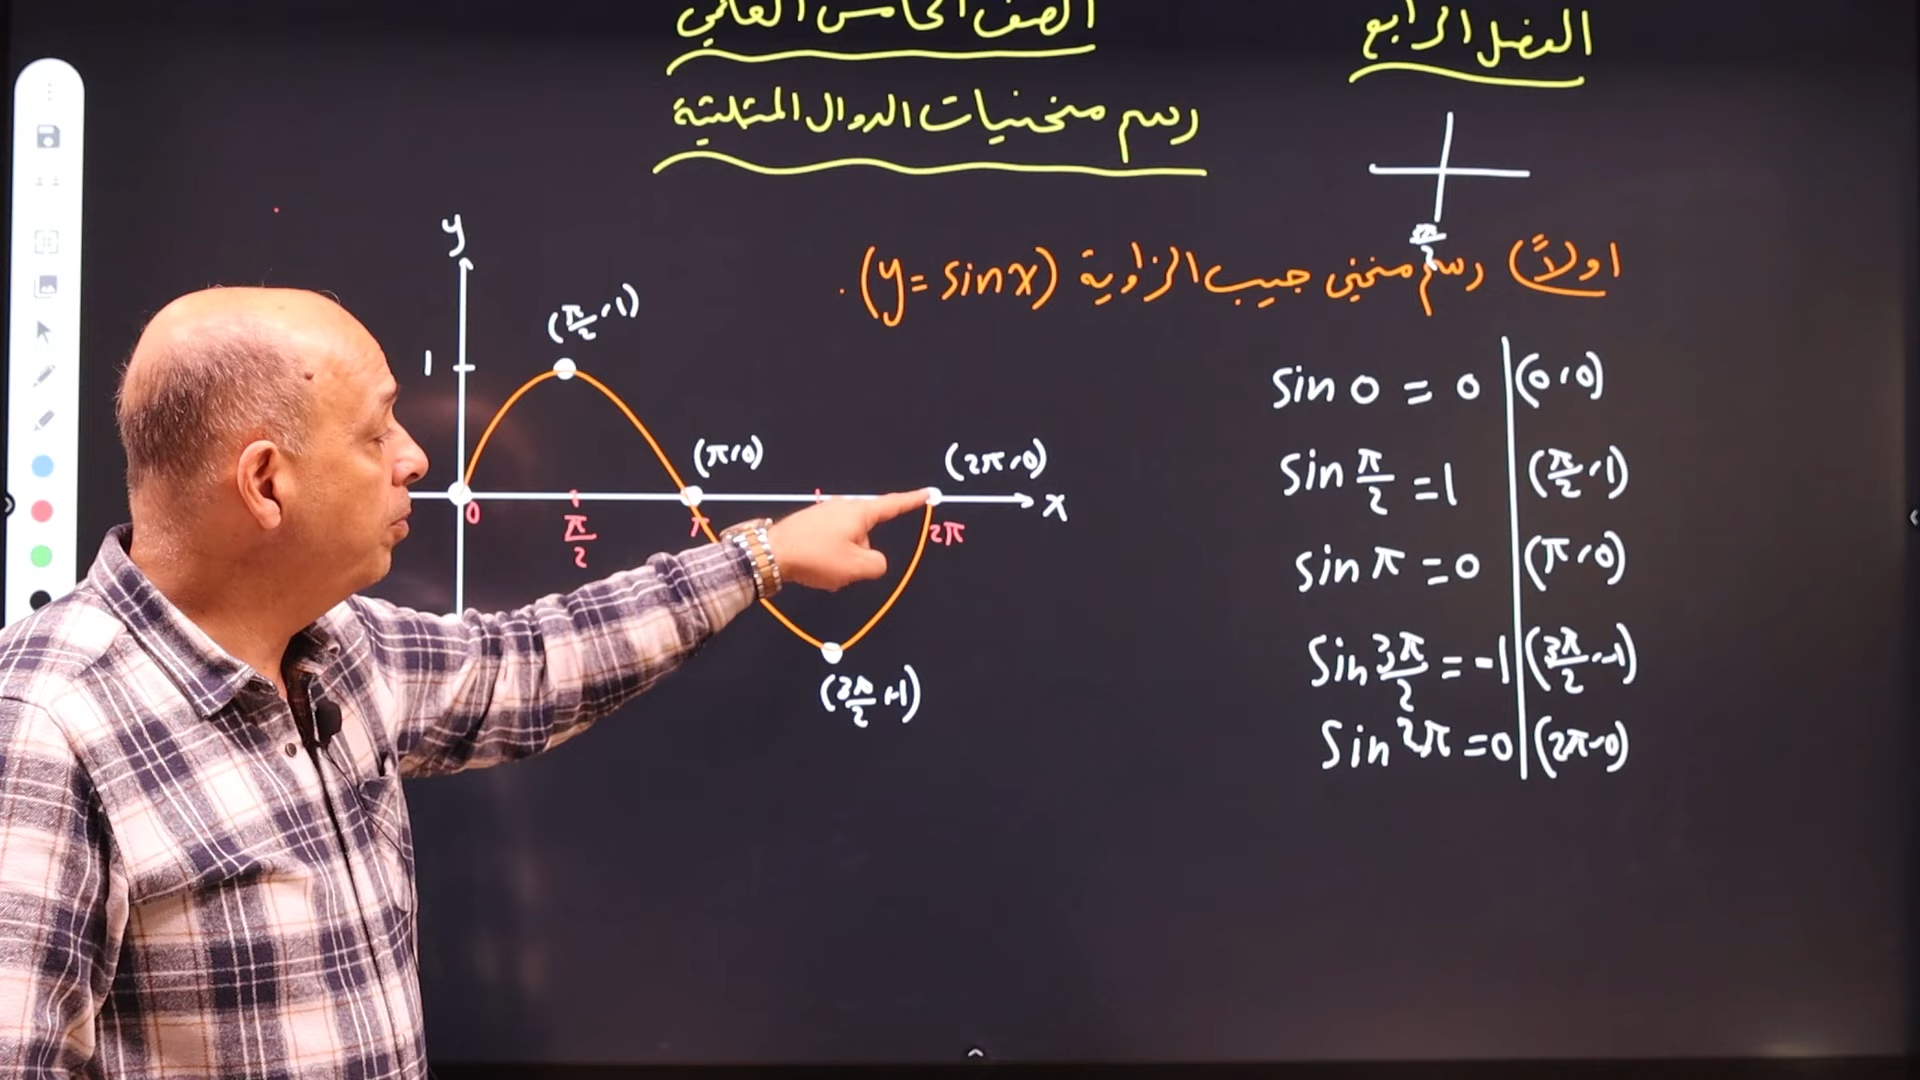 الفصل الرابع
الصف الخامس العلمي
رسم منحنيات الدوال المثلثية
اولاً) رسم منحني جيب الزاوية (y = sin x) .
3π/2
sin 0 = 0 | (0,0)
sin π/2 = 1 | (π/2, 1)
sin π = 0 | (π,0)
sin 3π/2 = -1 | (3π/2, -1)
sin 2π = 0 | (2π,0)
y
(π/2, 1)
1
(π,0)
(2π,0)
x
0
π/2
π
2π
(3π/2, -1)